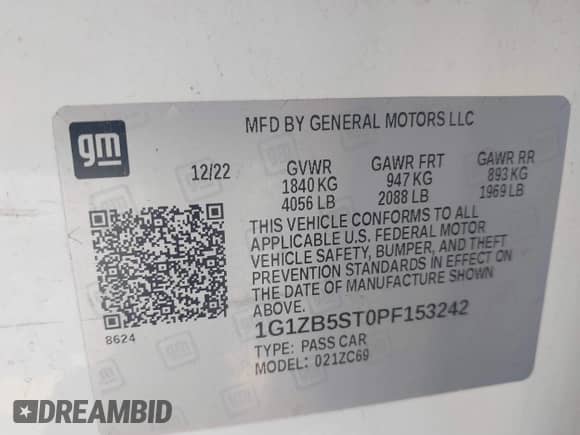 gm
MFD BY GENERAL MOTORS LLC
12/22 GVWR GAWR FRT GAWR RR
1840 KG 947 KG 893 KG
4056 LB 2088 LB 1969 LB
THIS VEHICLE CONFORMS TO ALL
APPLICABLE U.S. FEDERAL MOTOR
VEHICLE SAFETY, BUMPER, AND THEFT
PREVENTION STANDARDS IN EFFECT ON
THE DATE OF MANUFACTURE SHOWN
ABOVE.
1G1ZB5ST0PF153242
8624
TYPE: PASS CAR
MODEL: 021ZC69
DREAMBID